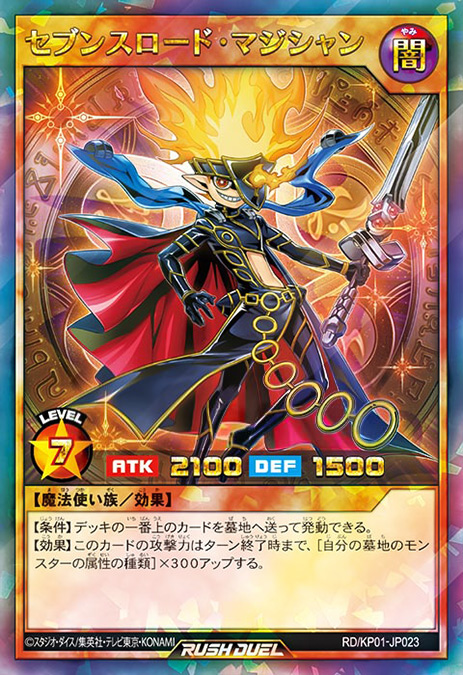 セブンスロード・マジシャン
やみ
闇
LEVEL
7
ATK 2100 DEF 1500
【魔法使い族／効果】
【条件】デッキの一番上のカードを墓地へ送って発動できる。
【効果】このカードの攻撃力はターン終了時まで、[自分の墓地のモン
スターの属性の種類]×300アップする。
©スタジオ・ダイス/集英社・テレビ東京・KONAMI
RUSH DUEL
RD/KP01-JP023